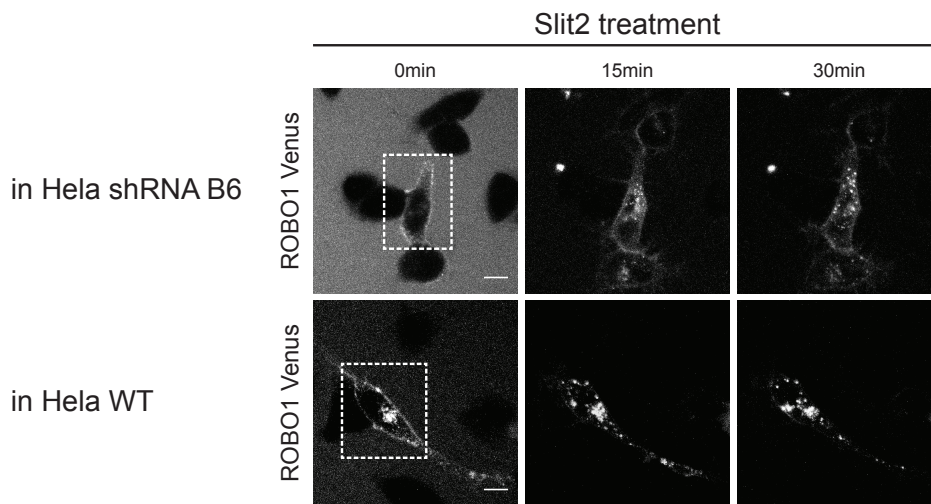 Slit2 treatment
0min 15min 30min
in Hela shRNA B6
ROBO1 Venus
in Hela WT
ROBO1 Venus